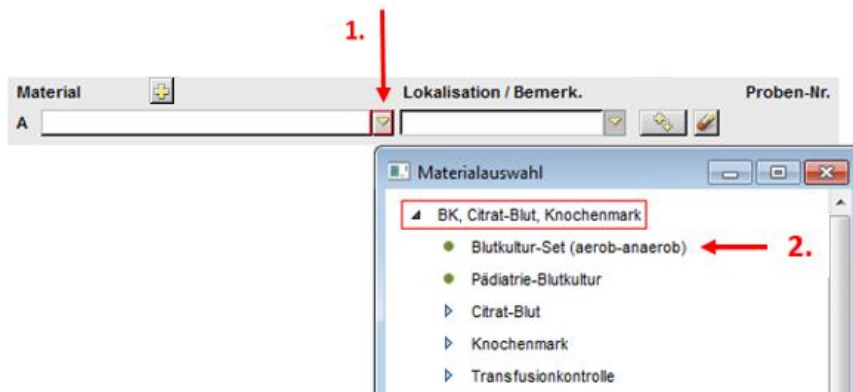 1.
Material Lokalisation / Bemerk. Proben-Nr.
A
Materialauswahl
BK, Citrat-Blut, Knochenmark
Blutkultur-Set (aerob-anaerob) 2.
Pädiatrie-Blutkultur
Citrat-Blut
Knochenmark
Transfusionkontrolle